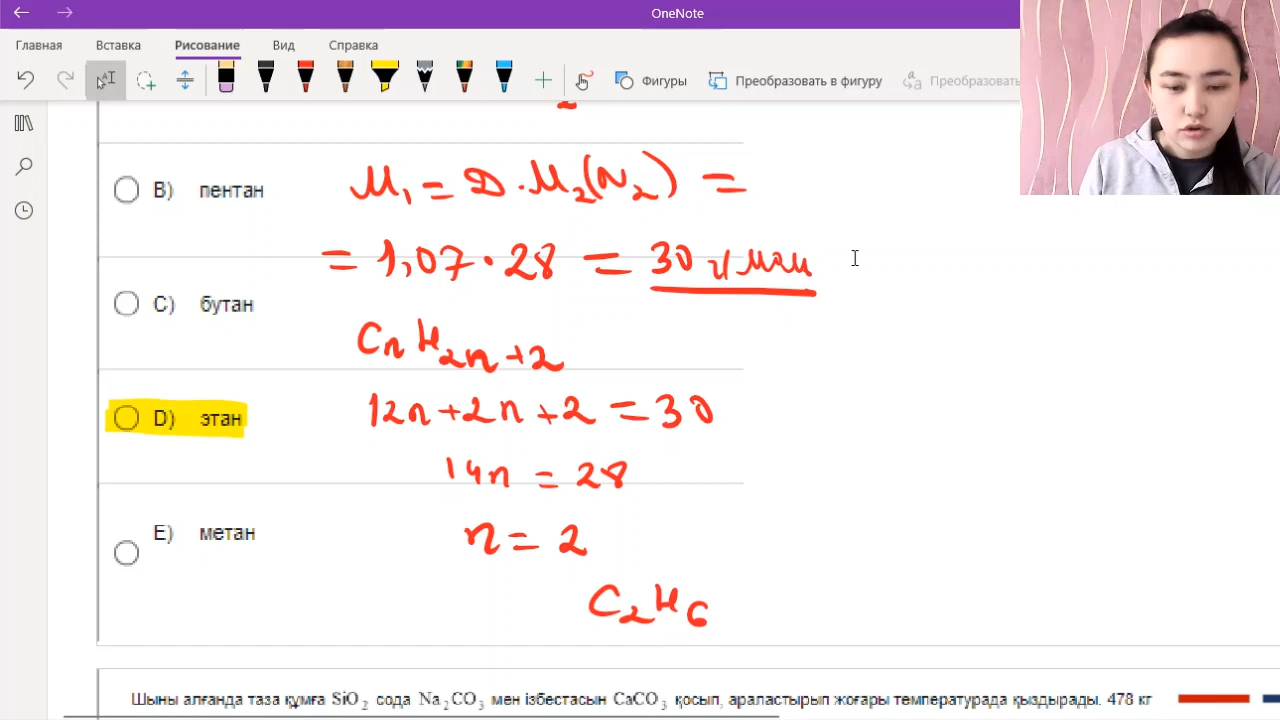 OneNote
Главная Вставка Рисование Вид Справка
Фигуры Преобразовать в фигуру Преобразовать
2
B) пентан
M₁ = D · M₂(N₂) =
= 1,07 · 28 = 30 г/моль
C) бутан
CnH2n+2
D) этан
12n + 2n + 2 = 30
14n = 28
E) метан
n = 2
C₂H₆
Шыны алғанда таза құмға SiO₂ сода Na₂CO₃ мен ізбестасын CaCO₃ қосып, араластырып жоғары температурада қыздырады. 478 кг